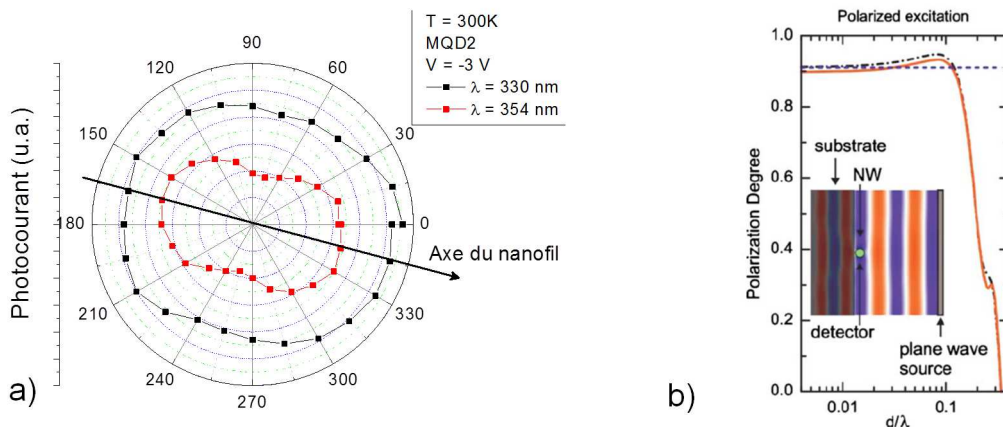 T = 300K
MQD2
V = -3 V
λ = 330 nm
λ = 354 nm
Photocourant (u.a.)
90
120
60
150
30
180
0
Axe du nanofil
210
330
240
300
270
a)
Polarized excitation
Polarization Degree
1.0
0.8
0.6
0.4
0.2
0.0
substrate
NW
detector
plane wave
source
0.01
0.1
d/λ
b)